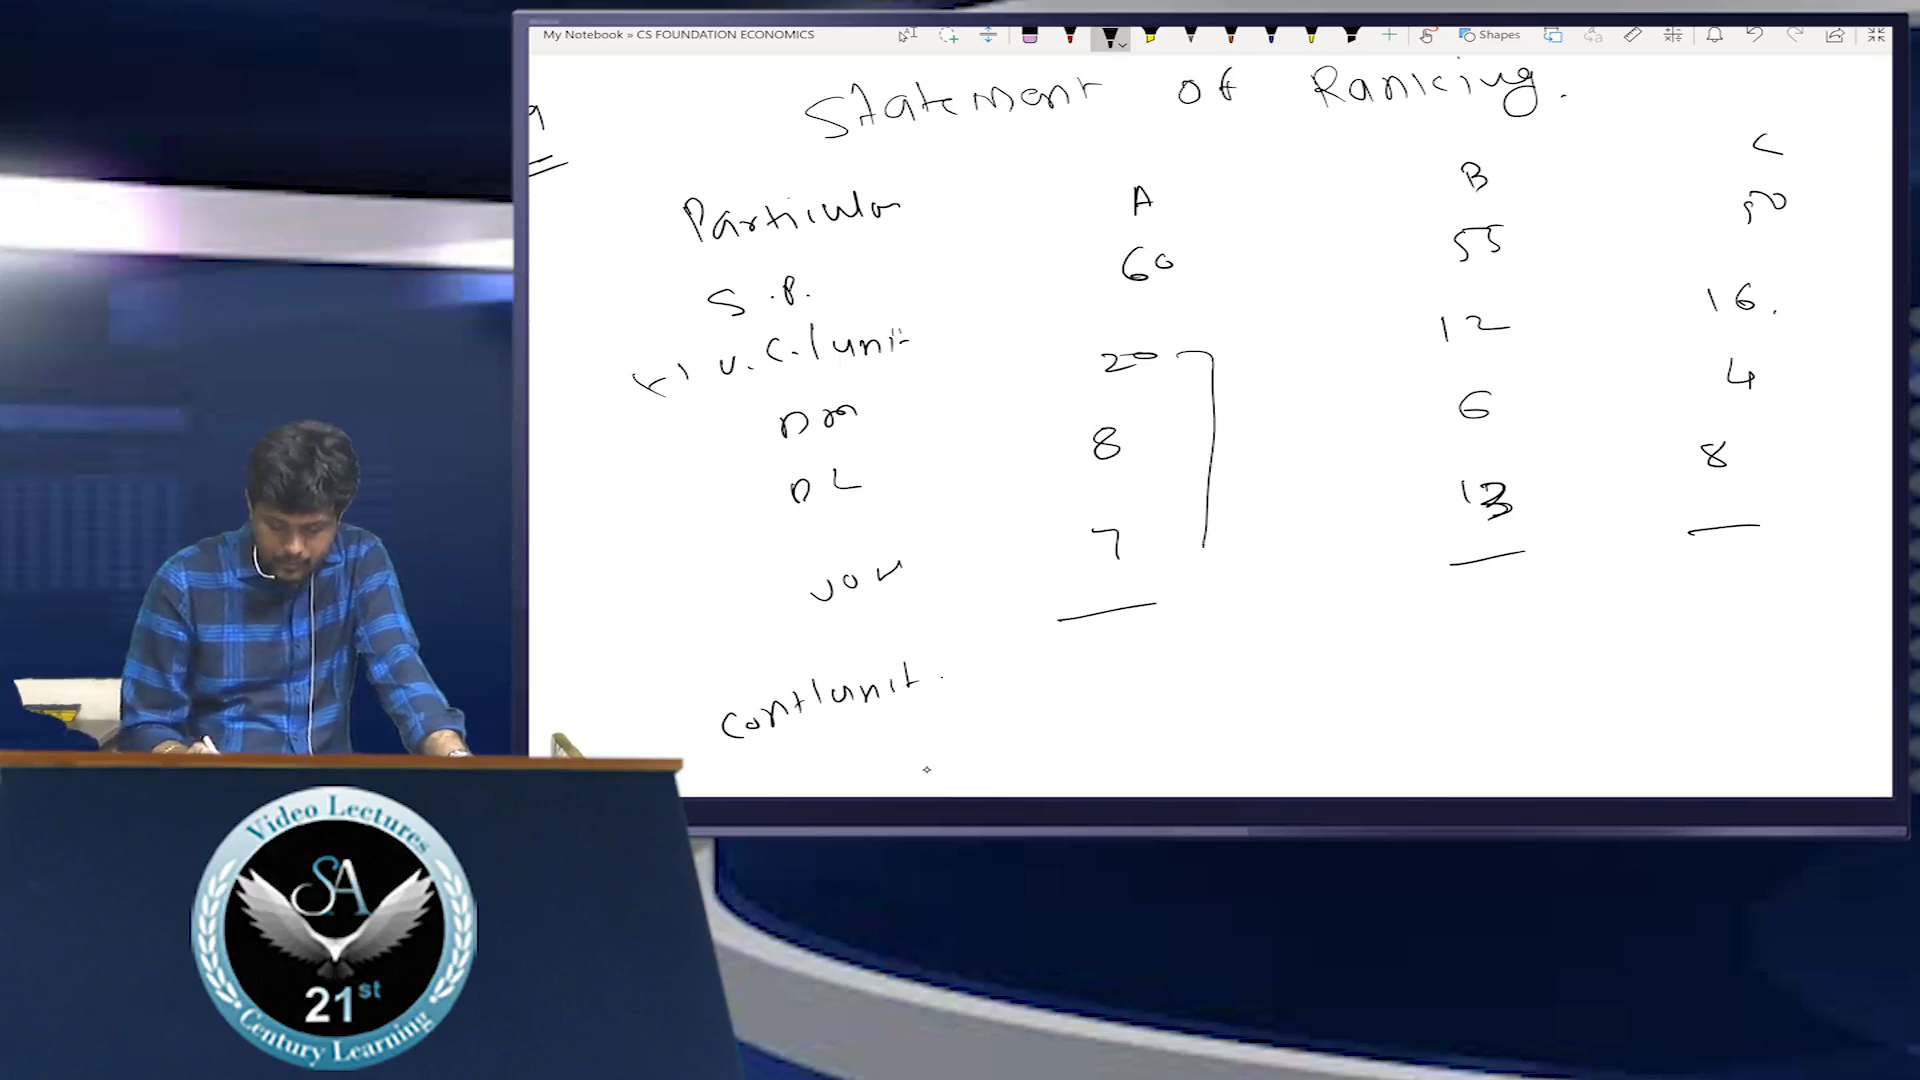 My Notebook » CS FOUNDATION ECONOMICS
Shapes
Statement of Ranking.
9
Particular A B C
S.P. 60 55 50
(-) V.C./unit
DM 20 12 16.
DL 8 6 4
VOH 7 13 8
cont/unit.
Video Lectures
SA
21st
Century Learning